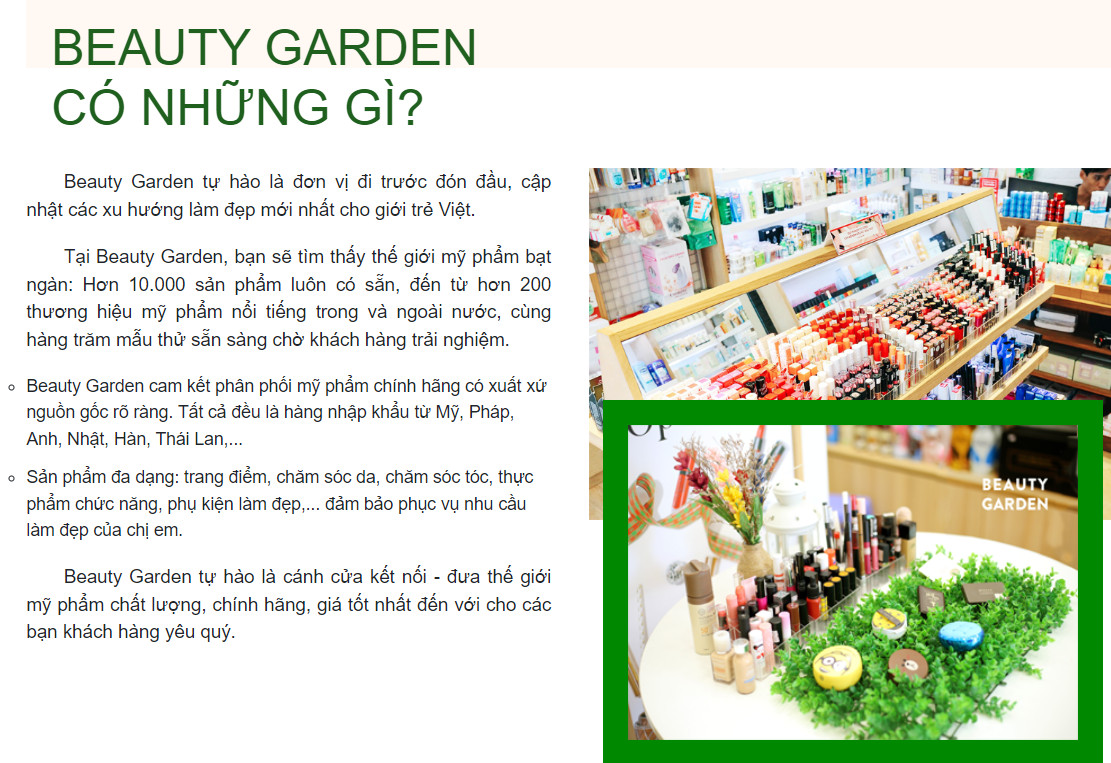 BEAUTY GARDEN
CÓ NHỮNG GÌ?
Beauty Garden tự hào là đơn vị đi trước đón đầu, cập
nhật các xu hướng làm đẹp mới nhất cho giới trẻ Việt.
Tại Beauty Garden, bạn sẽ tìm thấy thế giới mỹ phẩm bạt
ngàn: Hơn 10.000 sản phẩm luôn có sẵn, đến từ hơn 200
thương hiệu mỹ phẩm nổi tiếng trong và ngoài nước, cùng
hàng trăm mẫu thử sẵn sàng chờ khách hàng trải nghiệm.
Beauty Garden cam kết phân phối mỹ phẩm chính hãng có xuất xứ
nguồn gốc rõ ràng. Tất cả đều là hàng nhập khẩu từ Mỹ, Pháp,
Anh, Nhật, Hàn, Thái Lan,...
Sản phẩm đa dạng: trang điểm, chăm sóc da, chăm sóc tóc, thực
phẩm chức năng, phụ kiện làm đẹp,... đảm bảo phục vụ nhu cầu
làm đẹp của chị em.
Beauty Garden tự hào là cánh cửa kết nối - đưa thế giới
mỹ phẩm chất lượng, chính hãng, giá tốt nhất đến với cho các
bạn khách hàng yêu quý.
BEAUTY
GARDEN